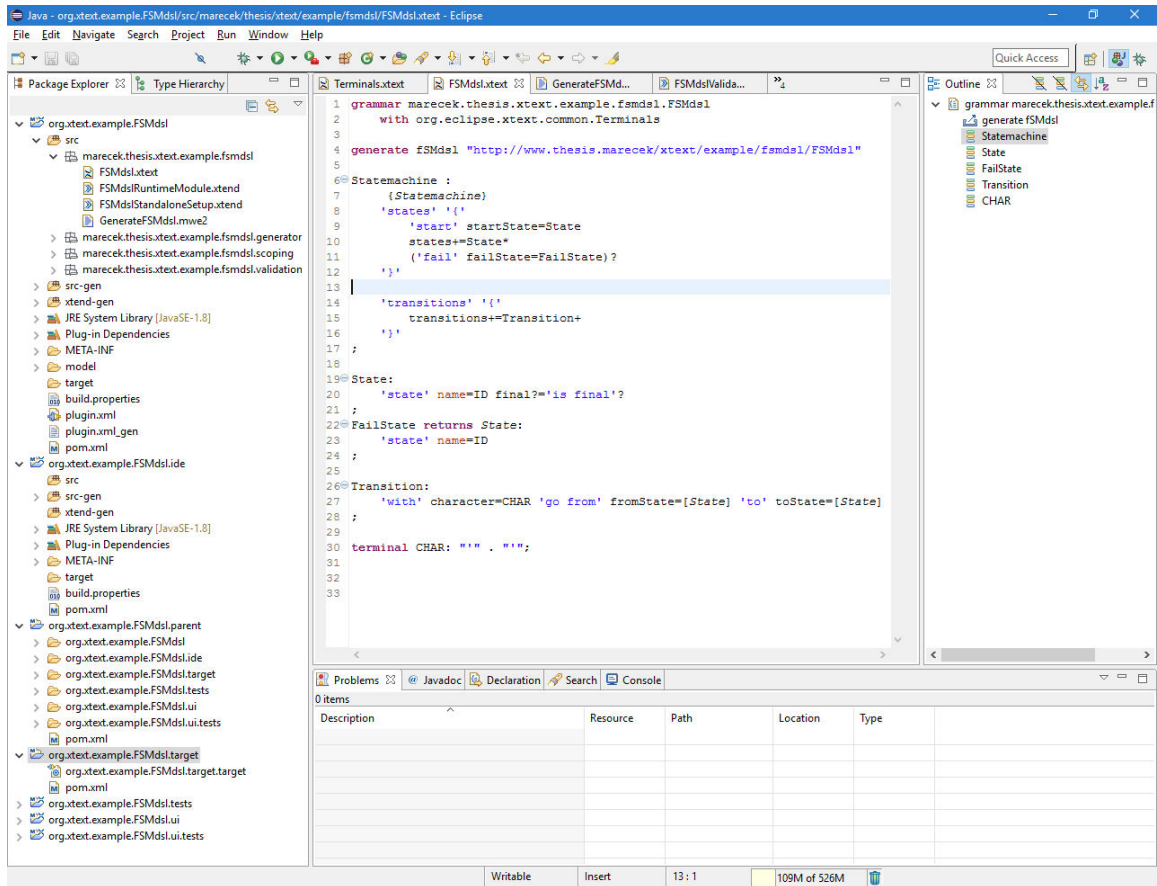 Java - org.xtext.example.FSMdsl/src/marecek/thesis/xtext/example/fsmdsl/FSMdsl.xtext - Eclipse
File Edit Navigate Search Project Run Window Help
Quick Access
Package Explorer Type Hierarchy
org.xtext.example.FSMdsl
src
marecek.thesis.xtext.example.fsmdsl
FSMdsl.xtext
FSMdslRuntimeModule.xtend
FSMdslStandaloneSetup.xtend
GenerateFSMdsl.mwe2
marecek.thesis.xtext.example.fsmdsl.generator
marecek.thesis.xtext.example.fsmdsl.scoping
marecek.thesis.xtext.example.fsmdsl.validation
src-gen
xtend-gen
JRE System Library [JavaSE-1.8]
Plug-in Dependencies
META-INF
model
target
build.properties
plugin.xml
plugin.xml_gen
pom.xml
org.xtext.example.FSMdsl.ide
src
src-gen
xtend-gen
JRE System Library [JavaSE-1.8]
Plug-in Dependencies
META-INF
target
build.properties
pom.xml
org.xtext.example.FSMdsl.parent
org.xtext.example.FSMdsl
org.xtext.example.FSMdsl.ide
org.xtext.example.FSMdsl.target
org.xtext.example.FSMdsl.tests
org.xtext.example.FSMdsl.ui
org.xtext.example.FSMdsl.ui.tests
pom.xml
org.xtext.example.FSMdsl.target
org.xtext.example.FSMdsl.target.target
pom.xml
org.xtext.example.FSMdsl.tests
org.xtext.example.FSMdsl.ui
org.xtext.example.FSMdsl.ui.tests
Terminals.xtext FSMdsl.xtext GenerateFSMd... FSMdslValida... »4
1 grammar marecek.thesis.xtext.example.fsmdsl.FSMdsl
2     with org.eclipse.xtext.common.Terminals
3
4 generate fSMdsl "http://www.thesis.marecek/xtext/example/fsmdsl/FSMdsl"
5
6 Statemachine :
7      {Statemachine}
8     'states' '{'
9         'start' startState=State
10         states+=State*
11         ('fail' failState=FailState)?
12     '}'
13
14     'transitions' '{'
15         transitions+=Transition+
16     '}'
17 ;
18
19 State:
20     'state' name=ID final?='is final'?
21 ;
22 FailState returns State:
23     'state' name=ID
24 ;
25
26 Transition:
27     'with' character=CHAR 'go from' fromState=[State] 'to' toState=[State]
28 ;
29
30 terminal CHAR: "'" . "'";
31
32
33
Outline
grammar marecek.thesis.xtext.example.f
generate fSMdsl
Statemachine
State
FailState
Transition
CHAR
Problems @ Javadoc Declaration Search Console
0 items
Description Resource Path Location Type
Writable Insert 13 : 1 109M of 526M